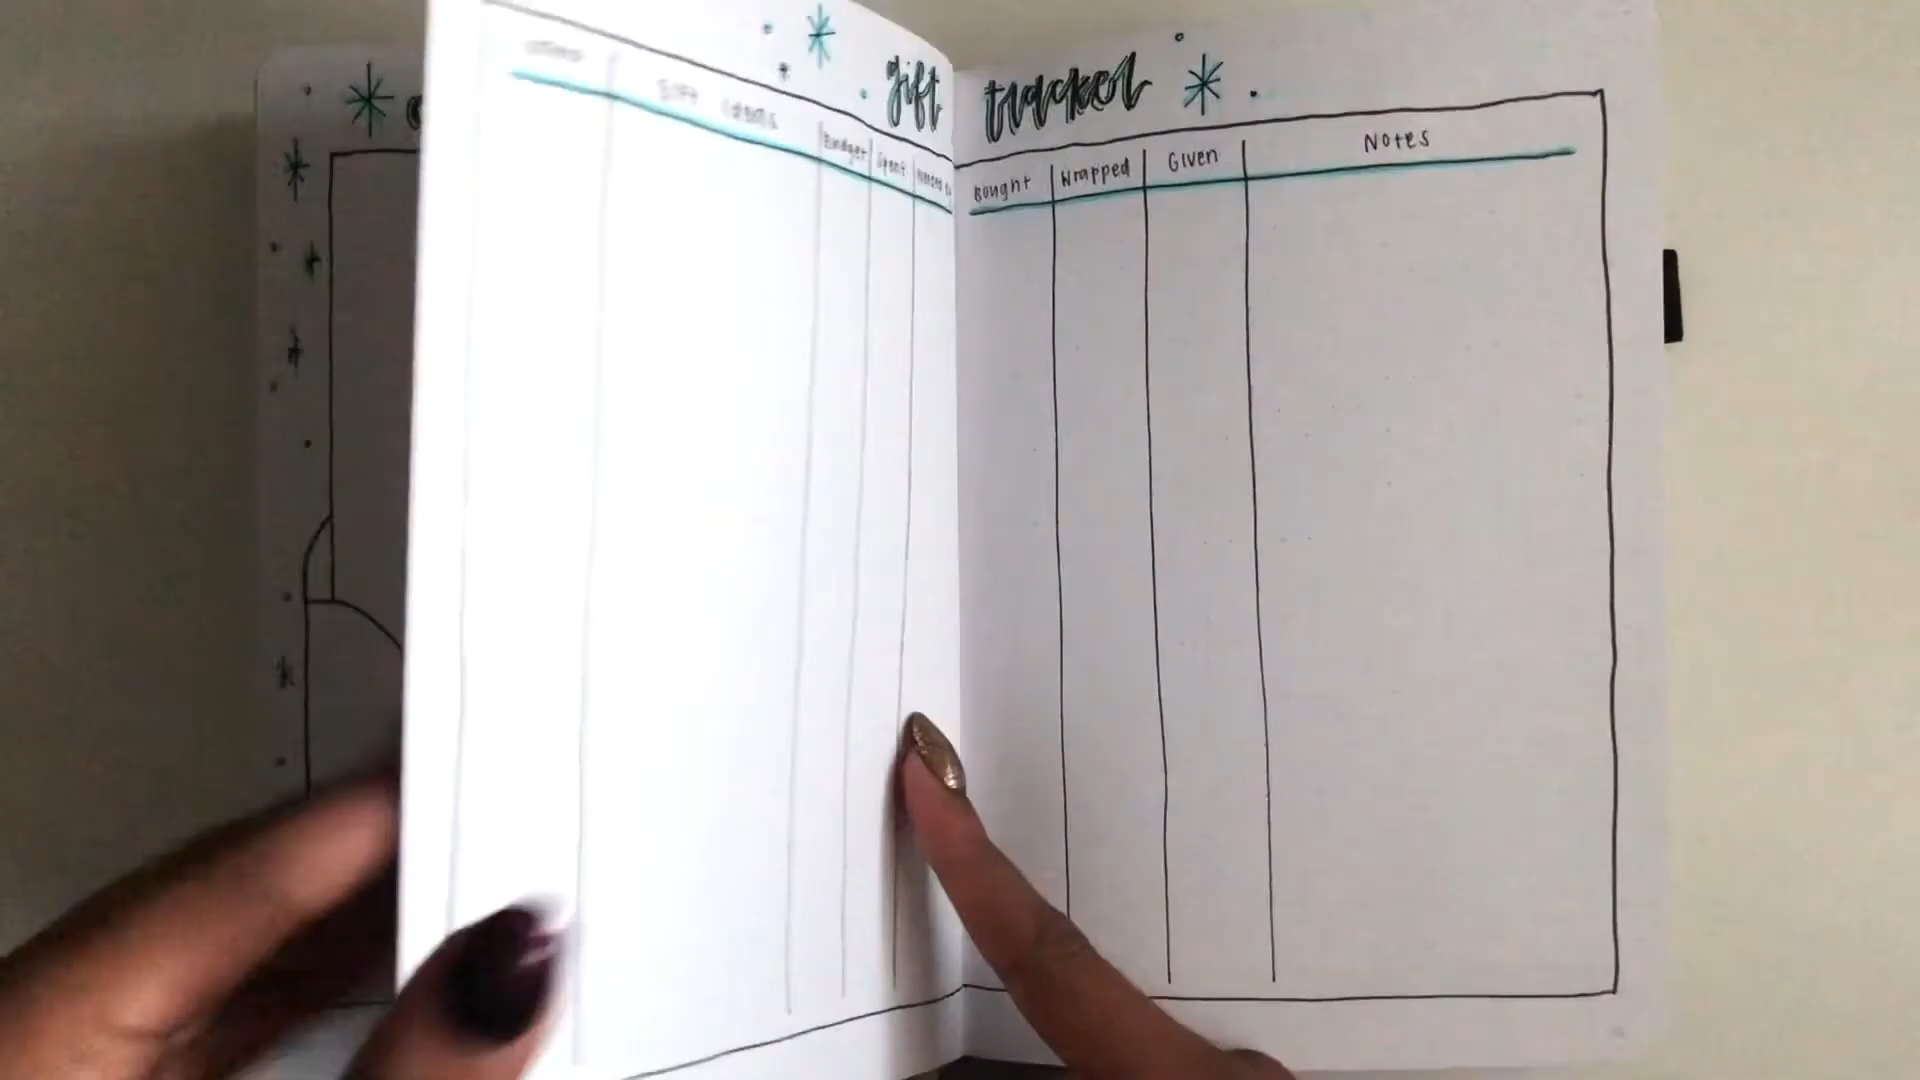 gift tracker
Gift Ideas
Budget Spent
Bought Wrapped Given Notes